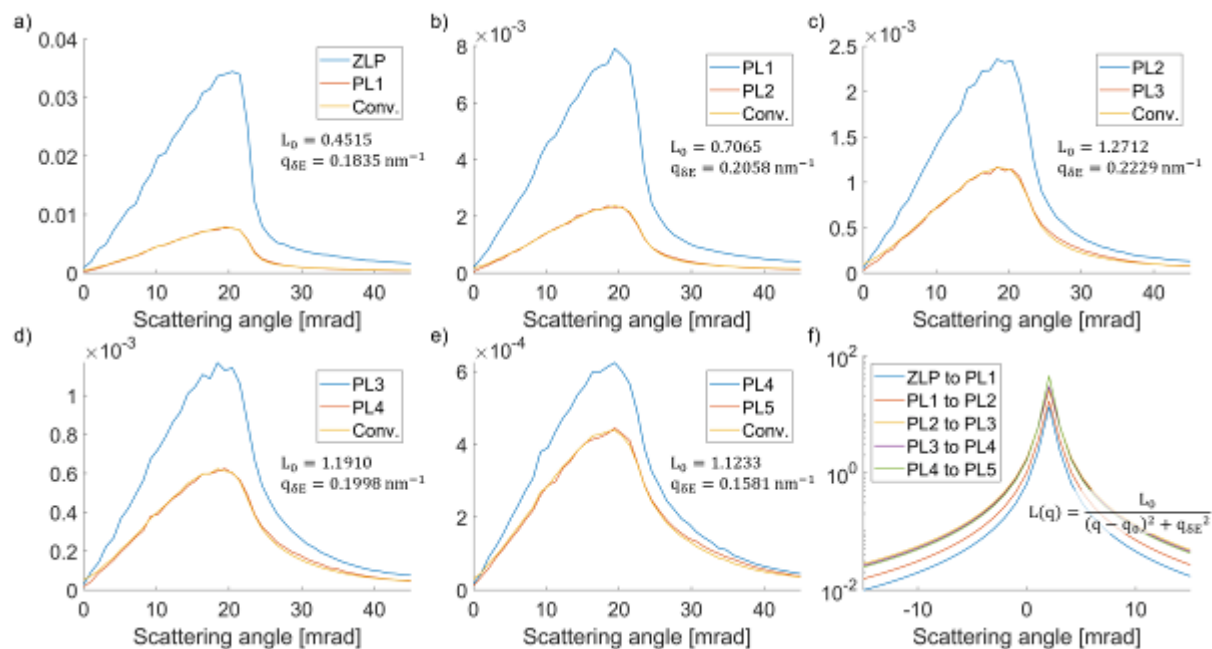 a)
0.04
0.03
0.02
0.01
0
ZLP
PL1
Conv.
L₀ = 0.4515
q_δE = 0.1835 nm⁻¹
0 10 20 30 40
Scattering angle [mrad]
b)
×10⁻³
8
6
4
2
0
PL1
PL2
Conv.
L₀ = 0.7065
q_δE = 0.2058 nm⁻¹
0 10 20 30 40
Scattering angle [mrad]
c)
×10⁻³
2.5
2
1.5
1
0.5
0
PL2
PL3
Conv.
L₀ = 1.2712
q_δE = 0.2229 nm⁻¹
0 10 20 30 40
Scattering angle [mrad]
d)
×10⁻³
1
0.8
0.6
0.4
0.2
0
PL3
PL4
Conv.
L₀ = 1.1910
q_δE = 0.1998 nm⁻¹
0 10 20 30 40
Scattering angle [mrad]
e)
×10⁻⁴
6
4
2
0
PL4
PL5
Conv.
L₀ = 1.1233
q_δE = 0.1581 nm⁻¹
0 10 20 30 40
Scattering angle [mrad]
f)
10²
10⁰
10⁻²
ZLP to PL1
PL1 to PL2
PL2 to PL3
PL3 to PL4
PL4 to PL5
L(q) = L₀ / ((q − q₀)² + q_δE²)
-10 0 10
Scattering angle [mrad]